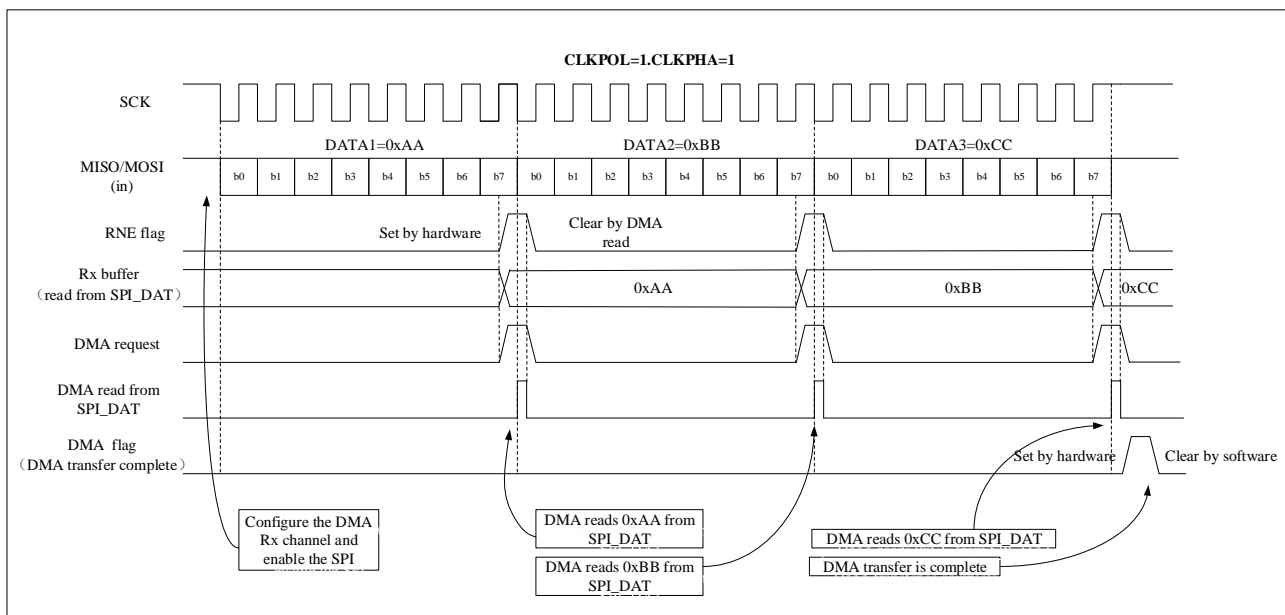 CLKPOL=1.CLKPHA=1
SCK
DATA1=0xAA DATA2=0xBB DATA3=0xCC
MISO/MOSI
(in)
b0 b1 b2 b3 b4 b5 b6 b7 b0 b1 b2 b3 b4 b5 b6 b7 b0 b1 b2 b3 b4 b5 b6 b7
RNE flag
Set by hardware
Clear by DMA
read
Rx buffer
（read from SPI_DAT）
0xAA 0xBB 0xCC
DMA request
DMA read from
SPI_DAT
DMA flag
（DMA transfer complete）
Set by hardware Clear by software
Configure the DMA
Rx channel and
enable the SPI
DMA reads 0xAA from
SPI_DAT
DMA reads 0xBB from
SPI_DAT
DMA reads 0xCC from SPI_DAT
DMA transfer is complete